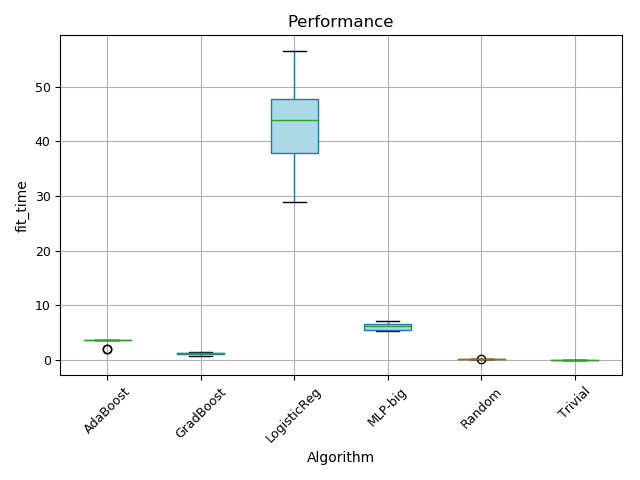 Performance
fit_time
50
40
30
20
10
0
AdaBoost
GradBoost
LogisticReg
MLP-big
Random
Trivial
Algorithm